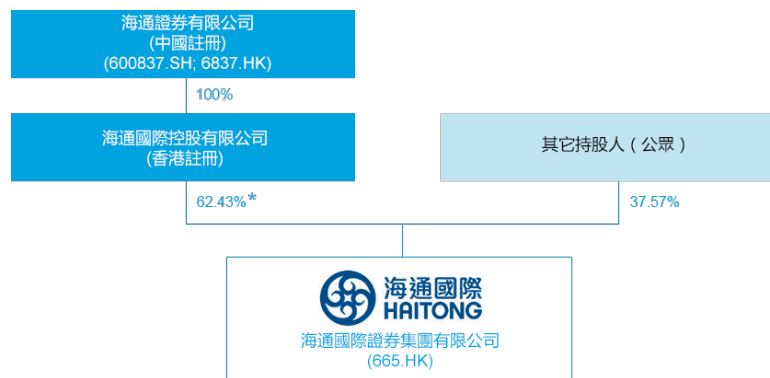 海通證券有限公司
(中國註冊)
(600837.SH; 6837.HK)
100%
海通國際控股有限公司
(香港註冊)
其它持股人（公眾）
62.43%*
37.57%
海通國際
HAITONG
海通國際證券集團有限公司
(665.HK)